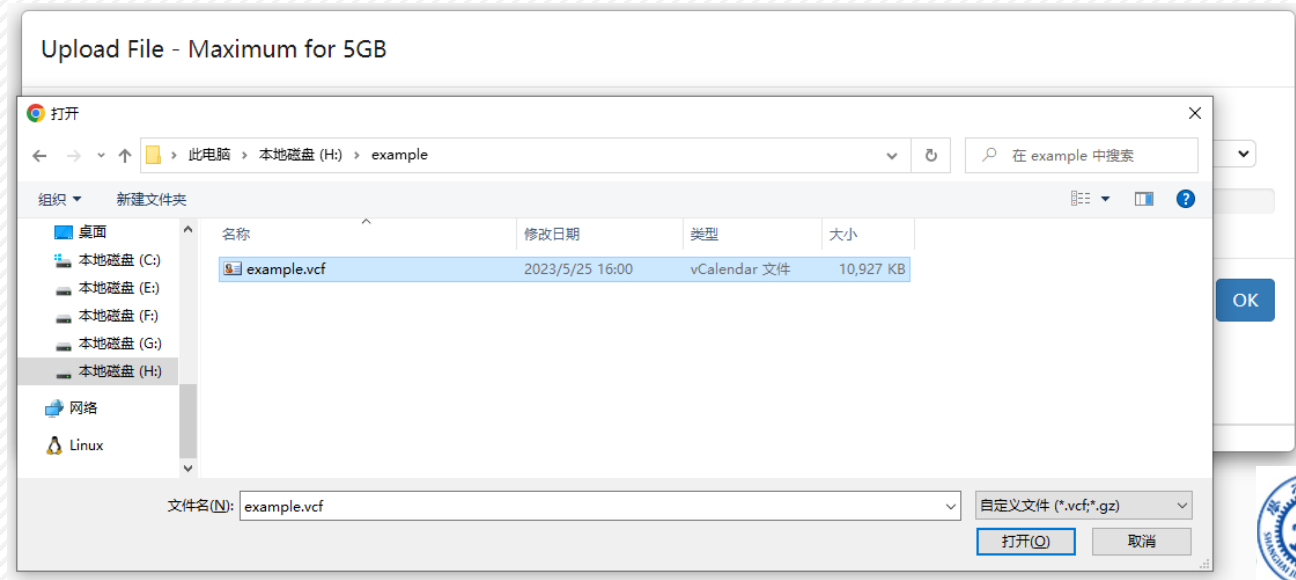 Upload File - Maximum for 5GB
打开
此电脑 › 本地磁盘 (H:) › example
在 example 中搜索
组织
新建文件夹
名称 修改日期 类型 大小
example.vcf 2023/5/25 16:00 vCalendar 文件 10,927 KB
桌面
本地磁盘 (C:)
本地磁盘 (E:)
本地磁盘 (F:)
本地磁盘 (G:)
本地磁盘 (H:)
网络
Linux
OK
文件名(N): example.vcf
自定义文件 (*.vcf;*.gz)
打开(O) 取消